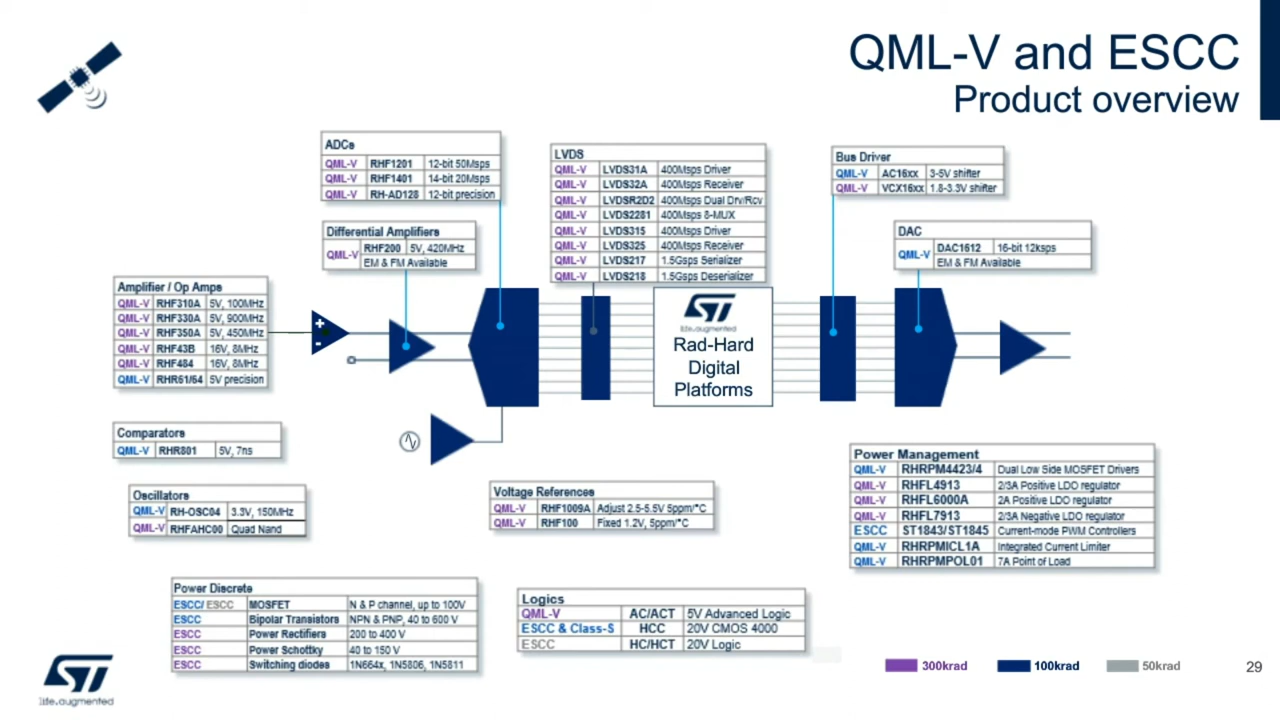 QML-V and ESCC
Product overview
ADCs
QML-V RHF1201 12-bit 50Msps
QML-V RHF1401 14-bit 20Msps
QML-V RH-AD128 12-bit precision
LVDS
QML-V LVDS31A 400Msps Driver
QML-V LVDS32A 400Msps Receiver
QML-V LVDSR2D2 400Msps Dual Drv/Rcv
QML-V LVDS2281 400Msps 8-MUX
QML-V LVDS315 400Msps Driver
QML-V LVDS325 400Msps Receiver
QML-V LVDS217 1.5Gsps Serializer
QML-V LVDS218 1.5Gsps Deserializer
Bus Driver
QML-V AC16xx 3-5V shifter
QML-V VCX16xx 1.8-3.3V shifter
Differential Amplifiers
QML-V RHF200 5V, 420MHz
EM & FM Available
DAC
QML-V DAC1612 16-bit 12ksps
EM & FM Available
Amplifier / Op Amps
QML-V RHF310A 5V, 100MHz
QML-V RHF330A 5V, 900MHz
QML-V RHF350A 5V, 450MHz
QML-V RHF43B 16V, 8MHz
QML-V RHF484 16V, 8MHz
QML-V RHR61/64 5V precision
+
-
ST
life.augmented
Rad-Hard
Digital
Platforms
Comparators
QML-V RHR801 5V, 7ns
Oscillators
QML-V RH-OSC04 3.3V, 150MHz
QML-V RHFAHC00 Quad Nand
Voltage References
QML-V RHF1009A Adjust 2.5-5.5V 5ppm/°C
QML-V RHF100 Fixed 1.2V, 5ppm/°C
Power Management
QML-V RHRPM4423/4 Dual Low Side MOSFET Drivers
QML-V RHFL4913 2/3A Positive LDO regulator
QML-V RHFL6000A 2A Positive LDO regulator
QML-V RHFL7913 2/3A Negative LDO regulator
ESCC ST1843/ST1845 Current-mode PWM Controllers
QML-V RHRPMICL1A Integrated Current Limiter
QML-V RHRPMPOL01 7A Point of Load
Power Discrete
ESCC/ ESCC MOSFET N & P channel, up to 100V
ESCC Bipolar Transistors NPN & PNP, 40 to 600 V
ESCC Power Rectifiers 200 to 400 V
ESCC Power Schottky 40 to 150 V
ESCC Switching diodes 1N664x, 1N5806, 1N5811
Logics
QML-V AC/ACT 5V Advanced Logic
ESCC & Class-S HCC 20V CMOS 4000
ESCC HC/HCT 20V Logic
ST
life.augmented
300krad 100krad 50krad
29